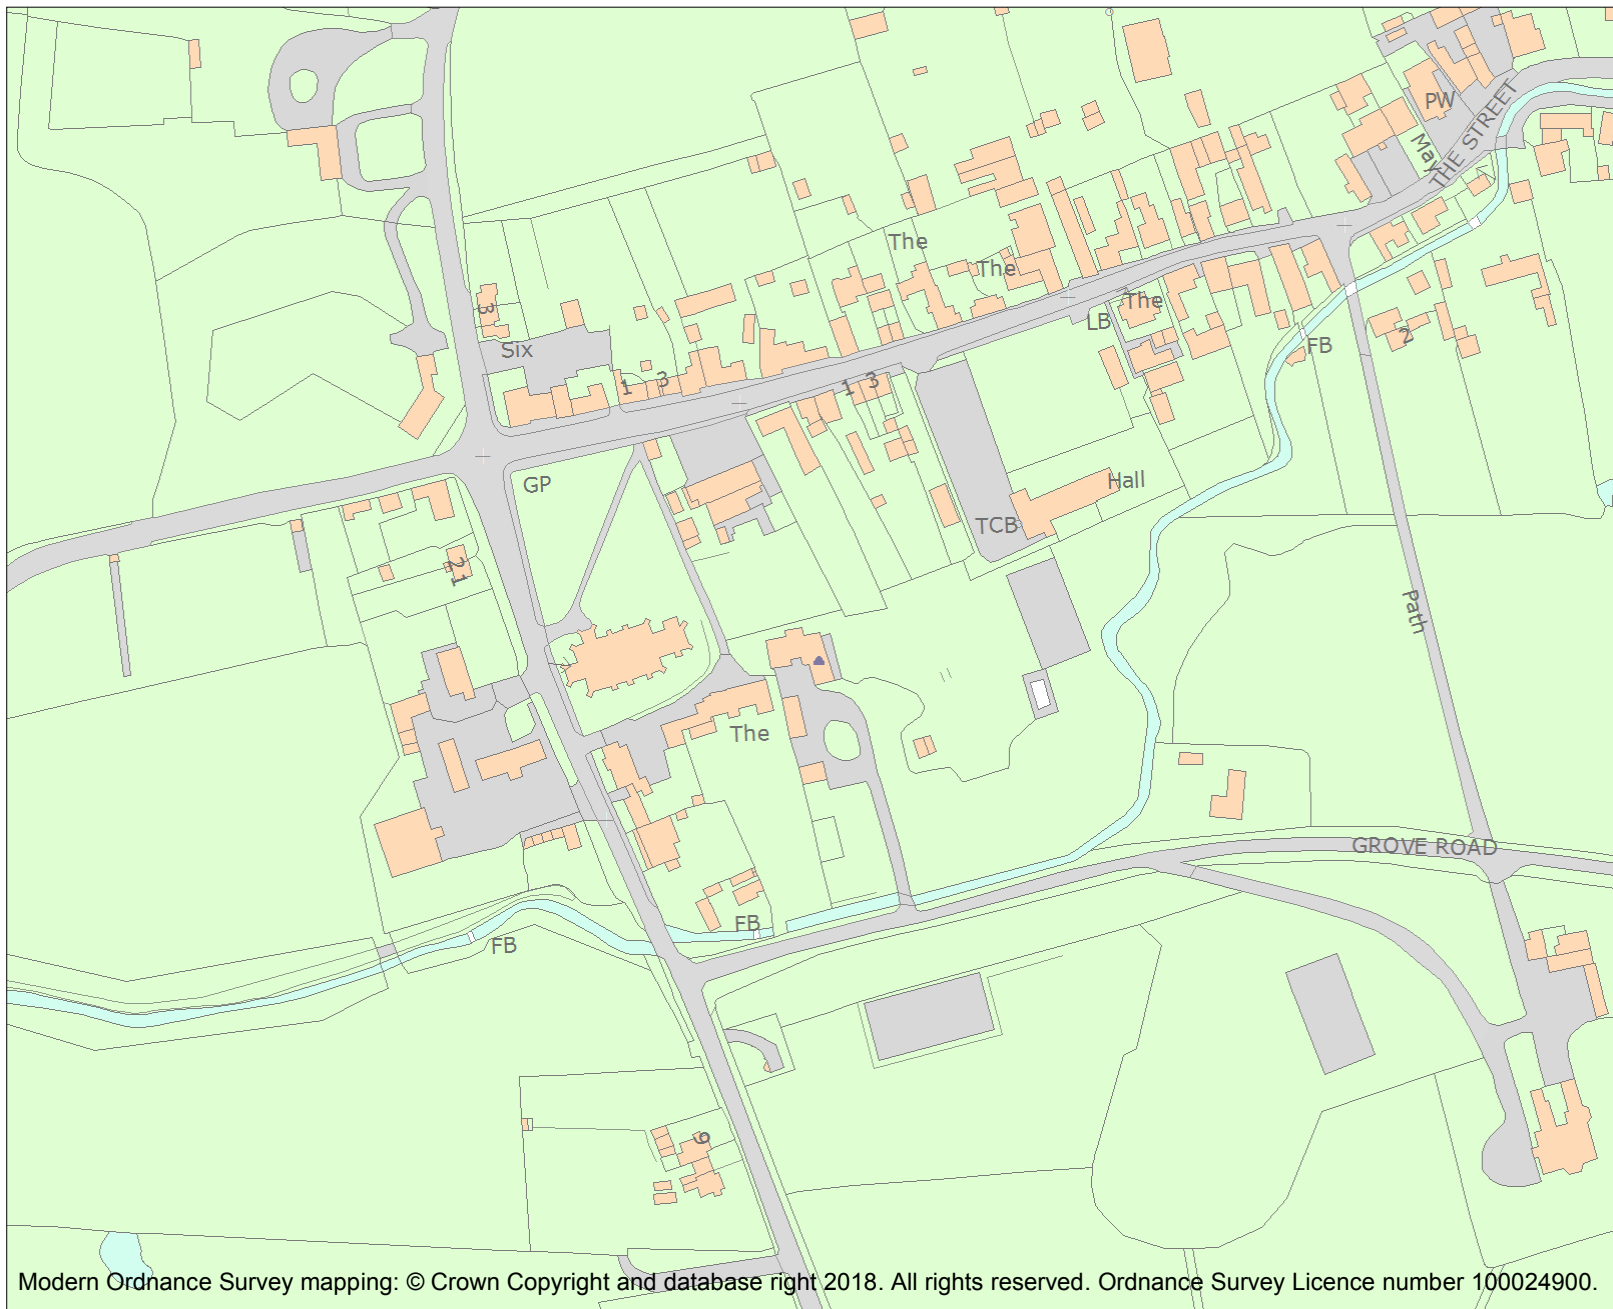 PW
May
THE STREET
The
The
The
3
LB
Six
FB
2
1
3
1
3
GP
Hall
TCB
21
Path
The
GROVE ROAD
FB
FB
9
Modern Ordnance Survey mapping: © Crown Copyright and database right 2018. All rights reserved. Ordnance Survey Licence number 100024900.